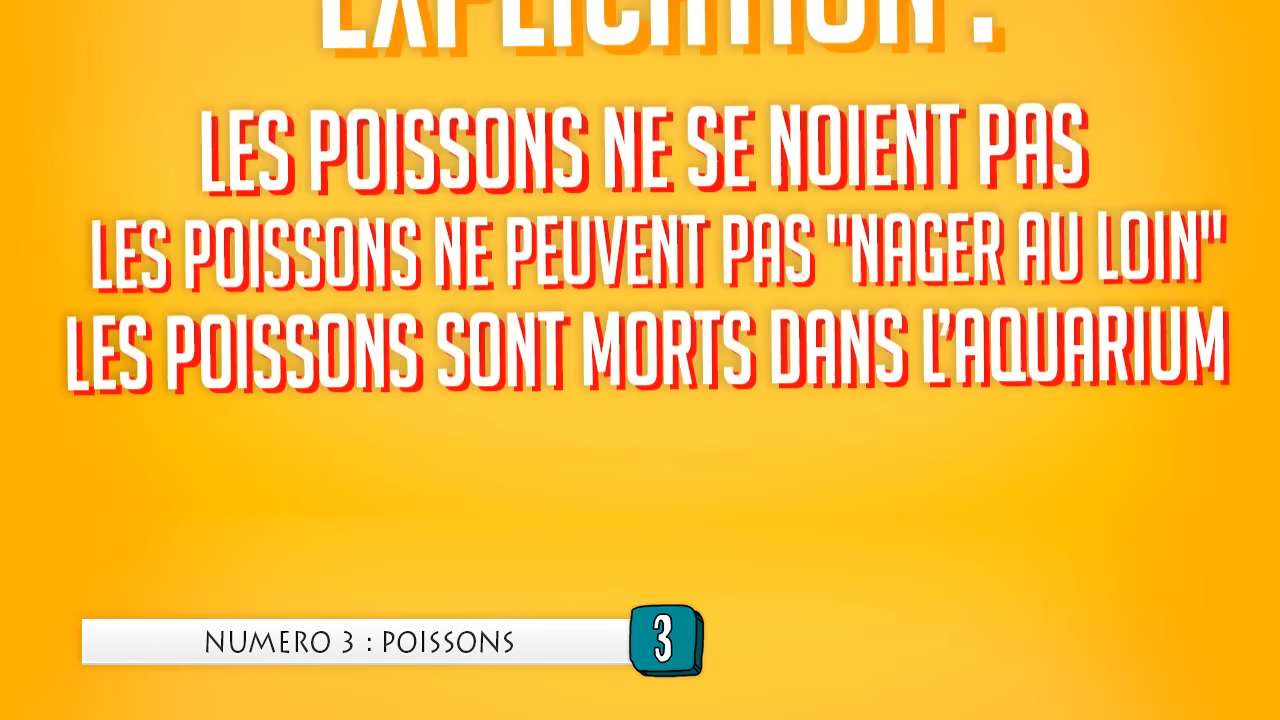 EXPLICATION :
LES POISSONS NE SE NOIENT PAS
LES POISSONS NE PEUVENT PAS "NAGER AU LOIN"
LES POISSONS SONT MORTS DANS L'AQUARIUM
NUMERO 3 : POISSONS
3